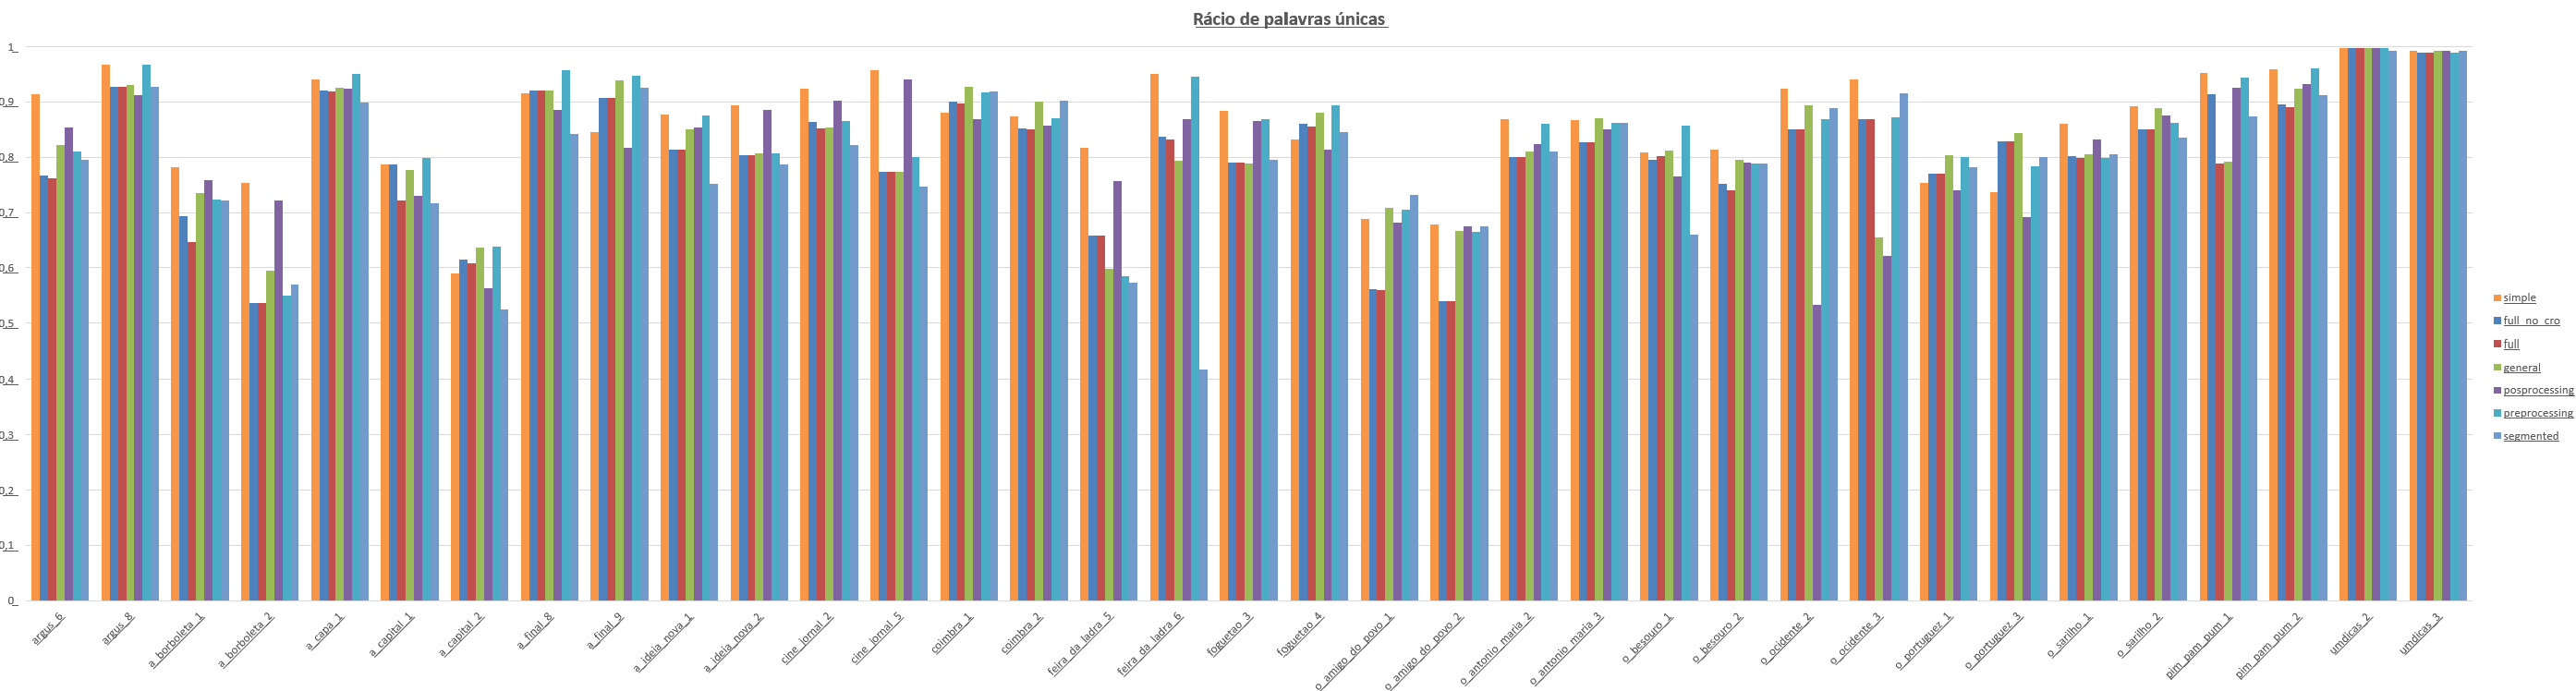 Rácio de palavras únicas
1
0,9
0,8
0,7
0,6
0,5
0,4
0,3
0,2
0,1
0
argus_6
argus_8
a_borboleta_1
a_borboleta_2
a_capa_1
a_capital_1
a_capital_2
a_final_8
a_final_9
a_ideia_nova_1
a_ideia_nova_2
cine_jornal_2
cine_jornal_5
coimbra_1
coimbra_2
feira_da_ladra_5
feira_da_ladra_6
foguetao_3
foguetao_4
o_amigo_do_povo_1
o_amigo_do_povo_2
o_antonio_maria_2
o_antonio_maria_3
o_besouro_1
o_besouro_2
o_ocidente_2
o_ocidente_3
o_portuguez_1
o_portuguez_3
o_sarilho_1
o_sarilho_2
pim_pam_pum_1
pim_pam_pum_2
umdicas_2
umdicas_3
simple
full_no_cro
full
general
posprocessing
preprocessing
segmented